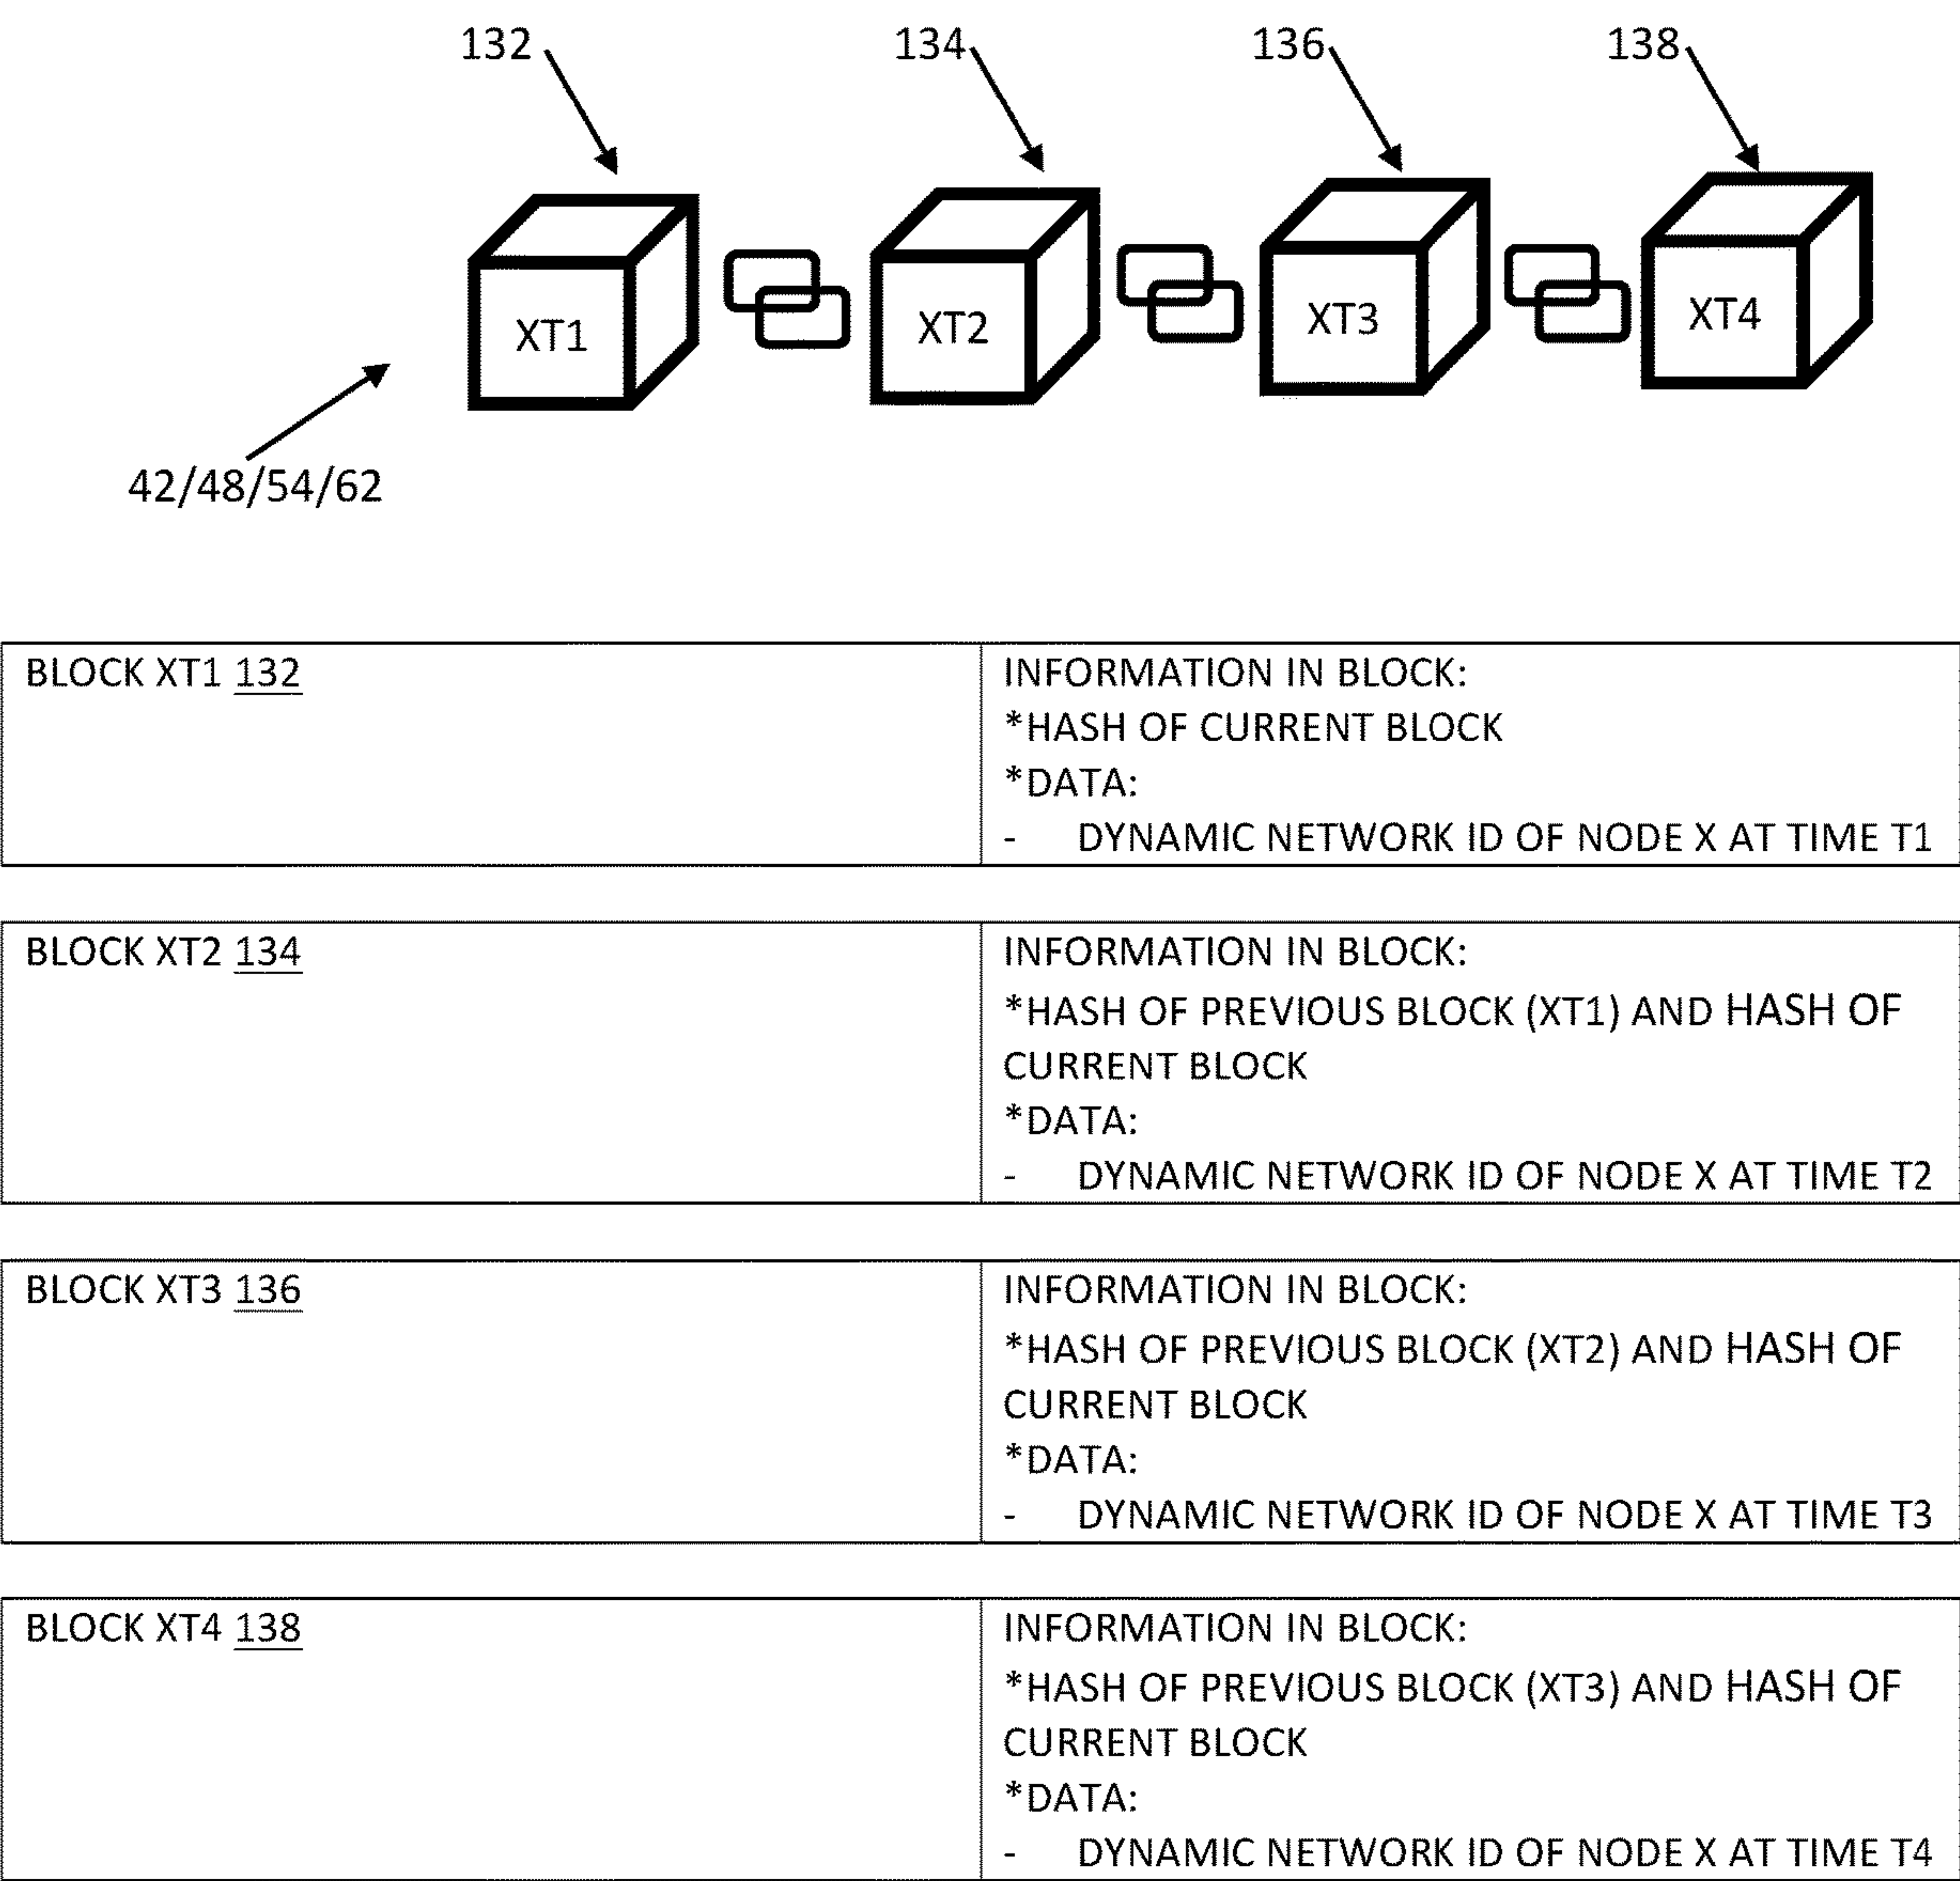 132 134 136 138
XT1 XT2 XT3 XT4
42/48/54/62
BLOCK XT1 132
INFORMATION IN BLOCK:
*HASH OF CURRENT BLOCK
*DATA:
- DYNAMIC NETWORK ID OF NODE X AT TIME T1
BLOCK XT2 134
INFORMATION IN BLOCK:
*HASH OF PREVIOUS BLOCK (XT1) AND HASH OF
CURRENT BLOCK
*DATA:
- DYNAMIC NETWORK ID OF NODE X AT TIME T2
BLOCK XT3 136
INFORMATION IN BLOCK:
*HASH OF PREVIOUS BLOCK (XT2) AND HASH OF
CURRENT BLOCK
*DATA:
- DYNAMIC NETWORK ID OF NODE X AT TIME T3
BLOCK XT4 138
INFORMATION IN BLOCK:
*HASH OF PREVIOUS BLOCK (XT3) AND HASH OF
CURRENT BLOCK
*DATA:
- DYNAMIC NETWORK ID OF NODE X AT TIME T4